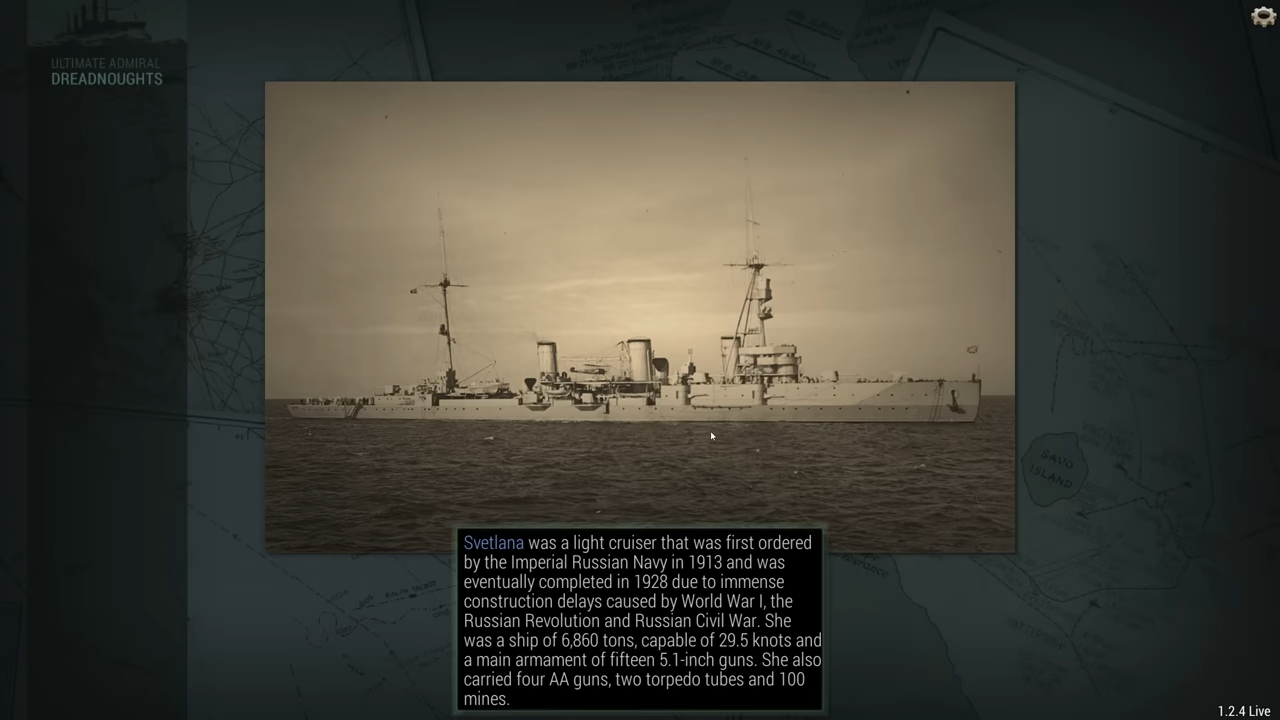 ULTIMATE ADMIRAL
DREADNOUGHTS
SAVO
ISLAND
Svetlana was a light cruiser that was first ordered
by the Imperial Russian Navy in 1913 and was
eventually completed in 1928 due to immense
construction delays caused by World War I, the
Russian Revolution and Russian Civil War. She
was a ship of 6,860 tons, capable of 29.5 knots and
a main armament of fifteen 5.1-inch guns. She also
carried four AA guns, two torpedo tubes and 100
mines.
1.2.4 Live